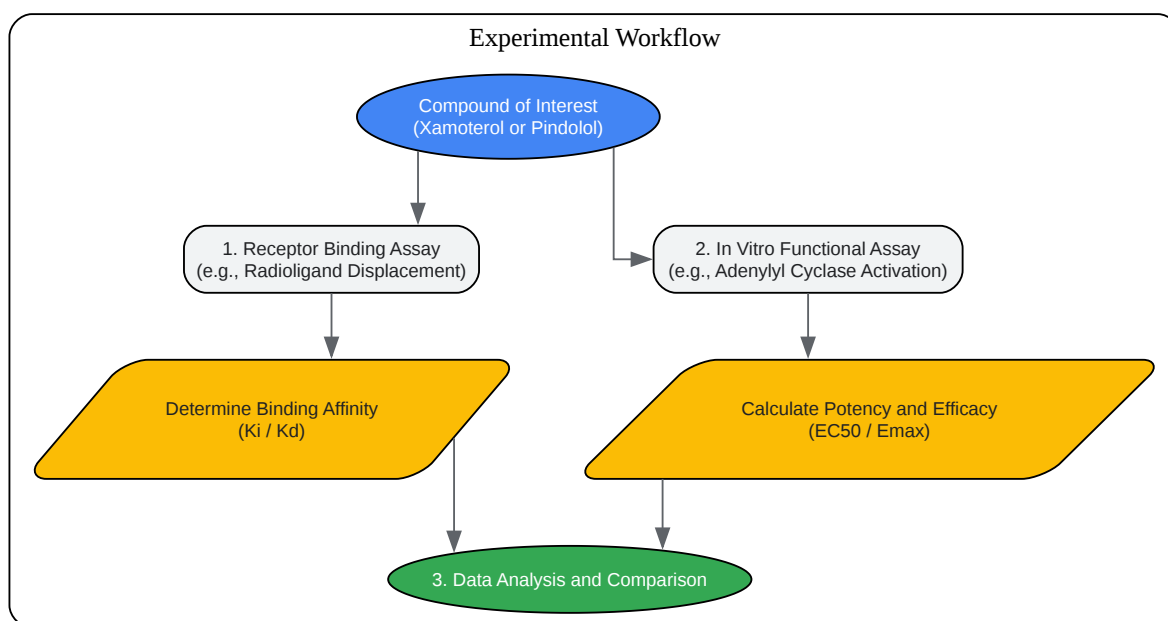 Experimental Workflow
Compound of Interest
(Xamoterol or Pindolol)
1. Receptor Binding Assay
(e.g., Radioligand Displacement)
2. In Vitro Functional Assay
(e.g., Adenylyl Cyclase Activation)
Determine Binding Affinity
(Ki / Kd)
Calculate Potency and Efficacy
(EC50 / Emax)
3. Data Analysis and Comparison